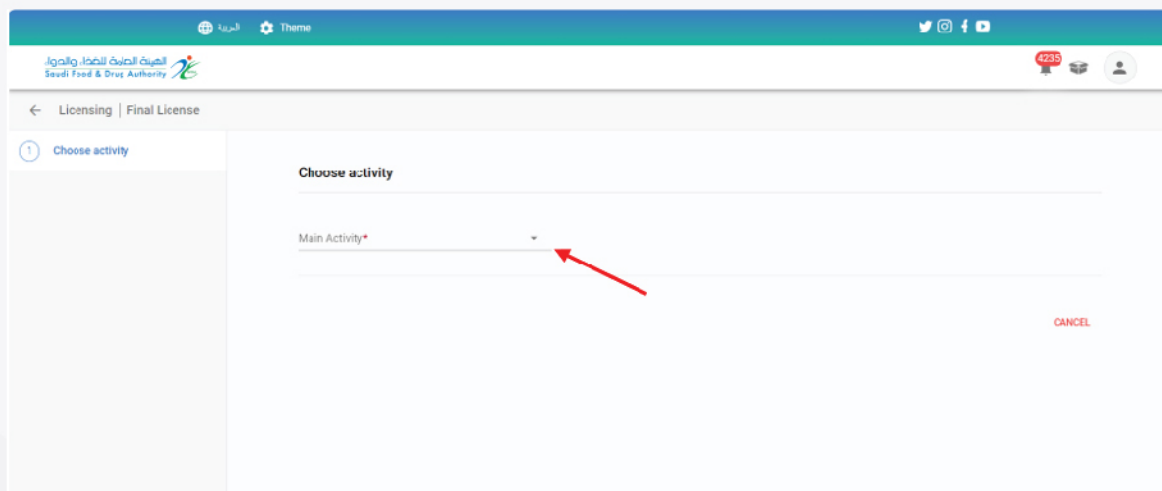 العربية Theme
الهيئة العامة للغذاء والدواء
Saudi Food & Drug Authority
4235
Licensing | Final License
1 Choose activity
Choose activity
Main Activity*
CANCEL